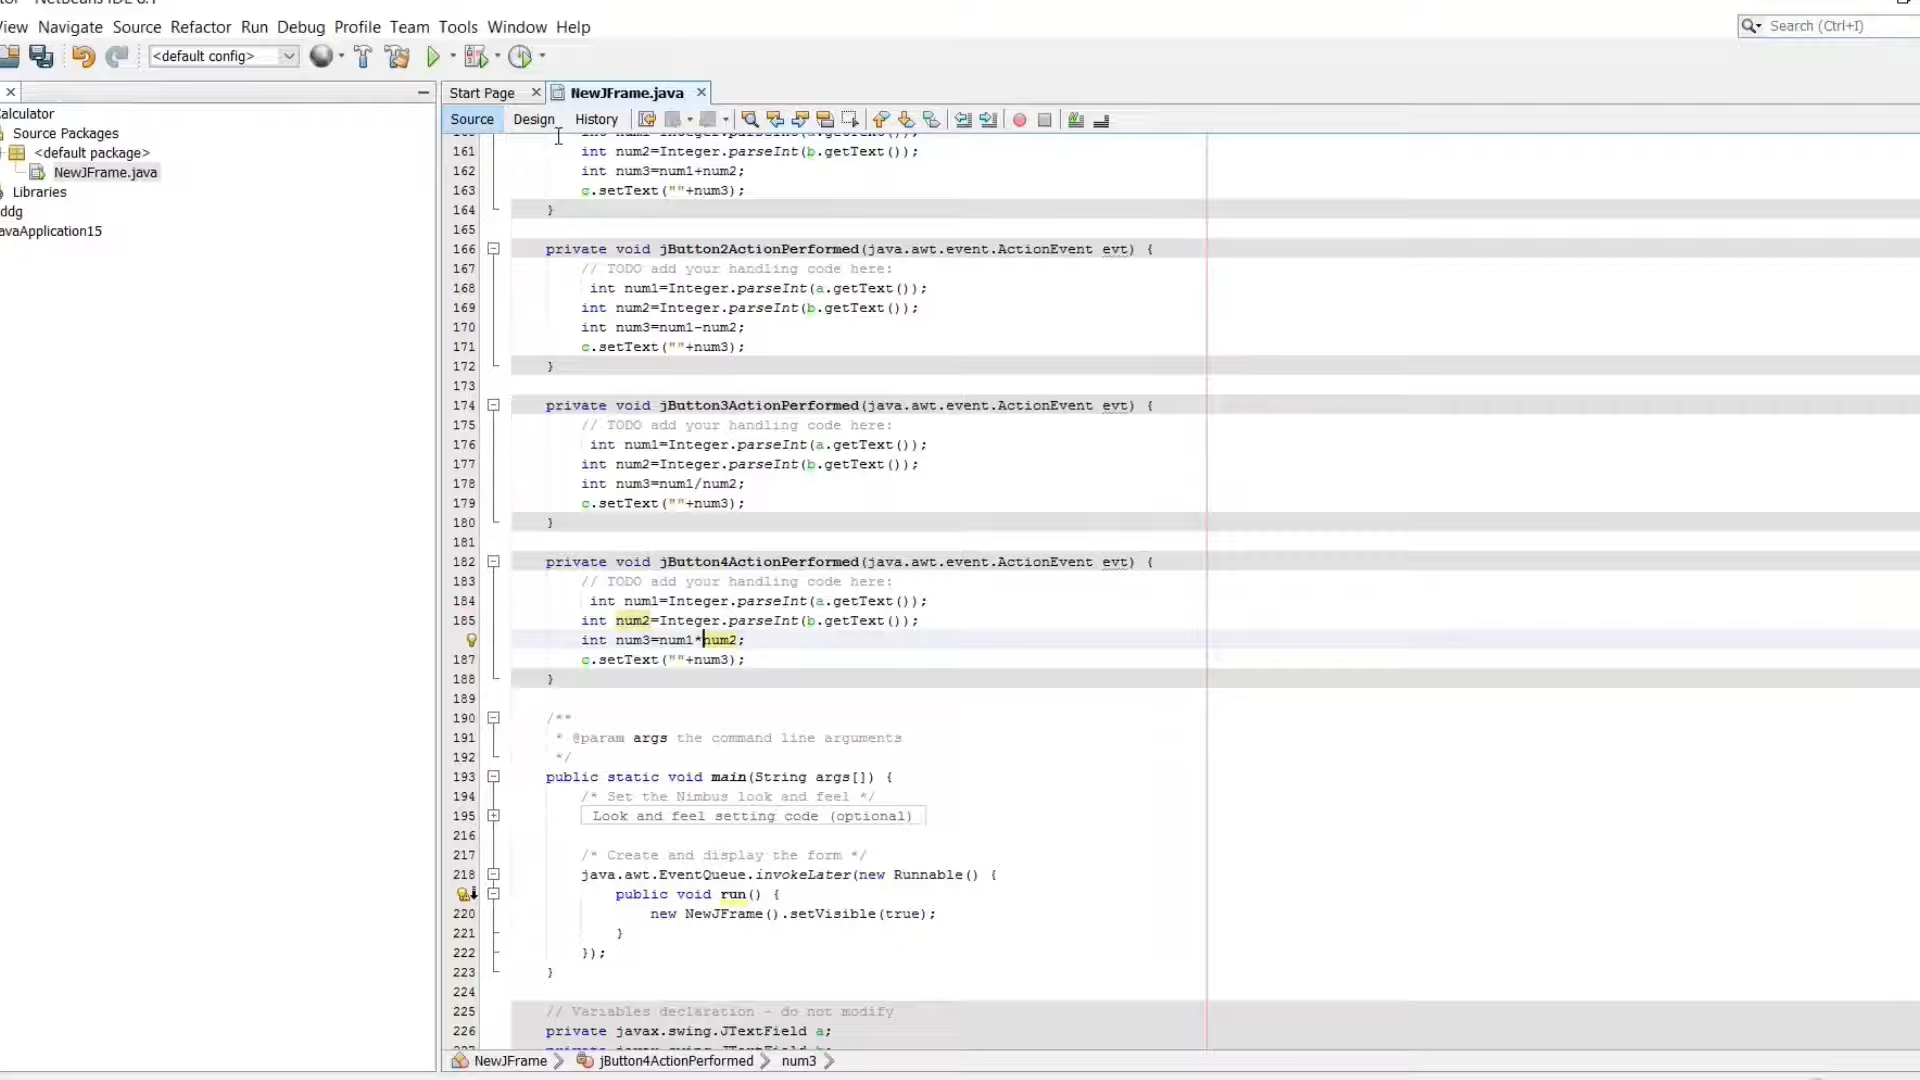 View Navigate Source Refactor Run Debug Profile Team Tools Window Help
Search (Ctrl+I)
<default config>
Start Page
NewJFrame.java
Source Design History
alculator
Source Packages
<default package>
NewJFrame.java
Libraries
ddg
avaApplication15
161 int num2=Integer.parseInt(b.getText());
162 int num3=num1+num2;
163 c.setText(""+num3);
164 }
165
166 private void jButton2ActionPerformed(java.awt.event.ActionEvent evt) {
167 // TODO add your handling code here:
168 int num1=Integer.parseInt(a.getText());
169 int num2=Integer.parseInt(b.getText());
170 int num3=num1-num2;
171 c.setText(""+num3);
172 }
173
174 private void jButton3ActionPerformed(java.awt.event.ActionEvent evt) {
175 // TODO add your handling code here:
176 int num1=Integer.parseInt(a.getText());
177 int num2=Integer.parseInt(b.getText());
178 int num3=num1/num2;
179 c.setText(""+num3);
180 }
181
182 private void jButton4ActionPerformed(java.awt.event.ActionEvent evt) {
183 // TODO add your handling code here:
184 int num1=Integer.parseInt(a.getText());
185 int num2=Integer.parseInt(b.getText());
int num3=num1*num2;
187 c.setText(""+num3);
188 }
189
190 /**
191 * @param args the command line arguments
192 */
193 public static void main(String args[]) {
194 /* Set the Nimbus look and feel */
195 Look and feel setting code (optional)
216
217 /* Create and display the form */
218 java.awt.EventQueue.invokeLater(new Runnable() {
public void run() {
220 new NewJFrame().setVisible(true);
221 }
222 });
223 }
224
225 // Variables declaration - do not modify
226 private javax.swing.JTextField a;
NewJFrame
jButton4ActionPerformed
num3